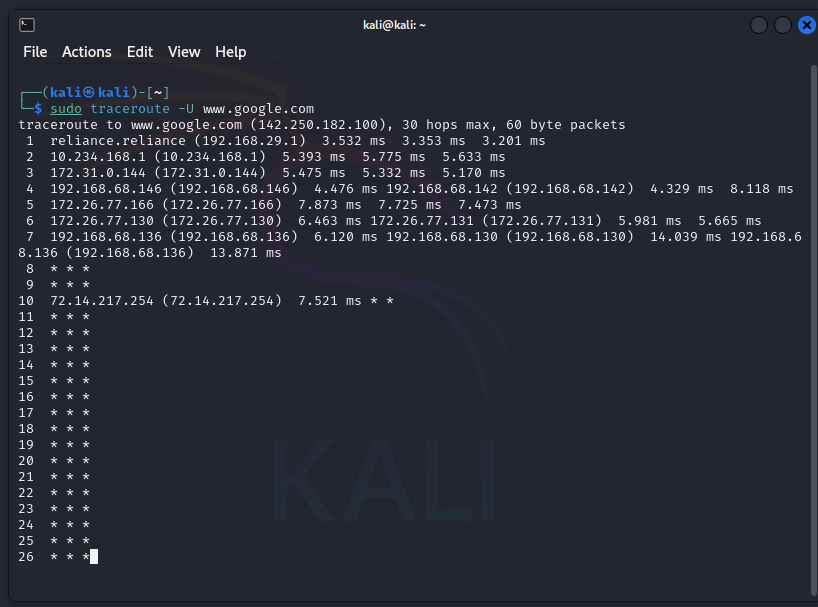 kali@kali: ~
File Actions Edit View Help
┌──(kali㉿kali)-[~]
└─$ sudo traceroute -U www.google.com
traceroute to www.google.com (142.250.182.100), 30 hops max, 60 byte packets
 1  reliance.reliance (192.168.29.1)  3.532 ms  3.353 ms  3.201 ms
 2  10.234.168.1 (10.234.168.1)  5.393 ms  5.775 ms  5.633 ms
 3  172.31.0.144 (172.31.0.144)  5.475 ms  5.332 ms  5.170 ms
 4  192.168.68.146 (192.168.68.146)  4.476 ms 192.168.68.142 (192.168.68.142)  4.329 ms  8.118 ms
 5  172.26.77.166 (172.26.77.166)  7.873 ms  7.725 ms  7.473 ms
 6  172.26.77.130 (172.26.77.130)  6.463 ms 172.26.77.131 (172.26.77.131)  5.981 ms  5.665 ms
 7  192.168.68.136 (192.168.68.136)  6.120 ms 192.168.68.130 (192.168.68.130)  14.039 ms 192.168.6
8.136 (192.168.68.136)  13.871 ms
 8  * * *
 9  * * *
10  72.14.217.254 (72.14.217.254)  7.521 ms * *
11  * * *
12  * * *
13  * * *
14  * * *
15  * * *
16  * * *
17  * * *
18  * * *
19  * * *
20  * * *
21  * * *
22  * * *
23  * * *
24  * * *
25  * * *
26  * * *
KALI